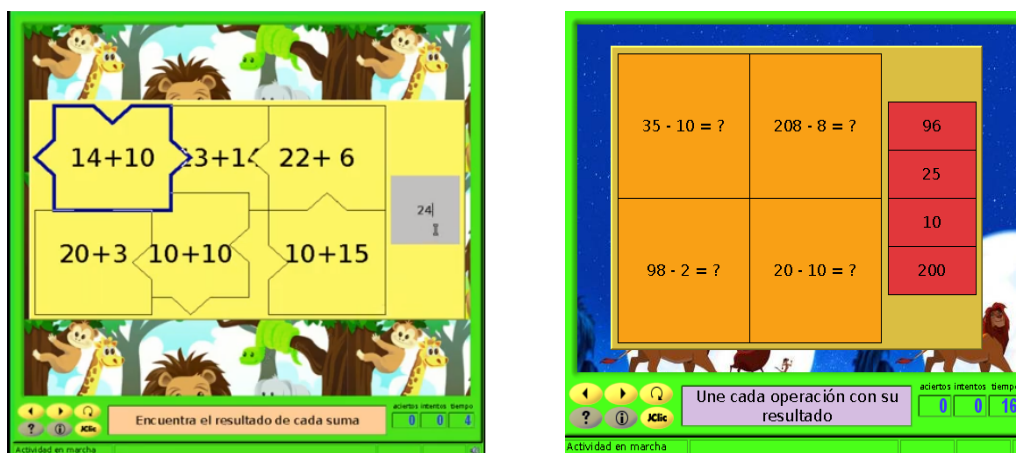 14+10
22+ 6
24
20+3
10+10
10+15
Encuentra el resultado de cada suma
JClic
aciertos intentos tiempo
0 0 4
Actividad en marcha
35 - 10 = ?
208 - 8 = ?
98 - 2 = ?
20 - 10 = ?
96
25
10
200
Une cada operación con su
resultado
JClic
aciertos intentos tiempo
0 0 16
Actividad en marcha